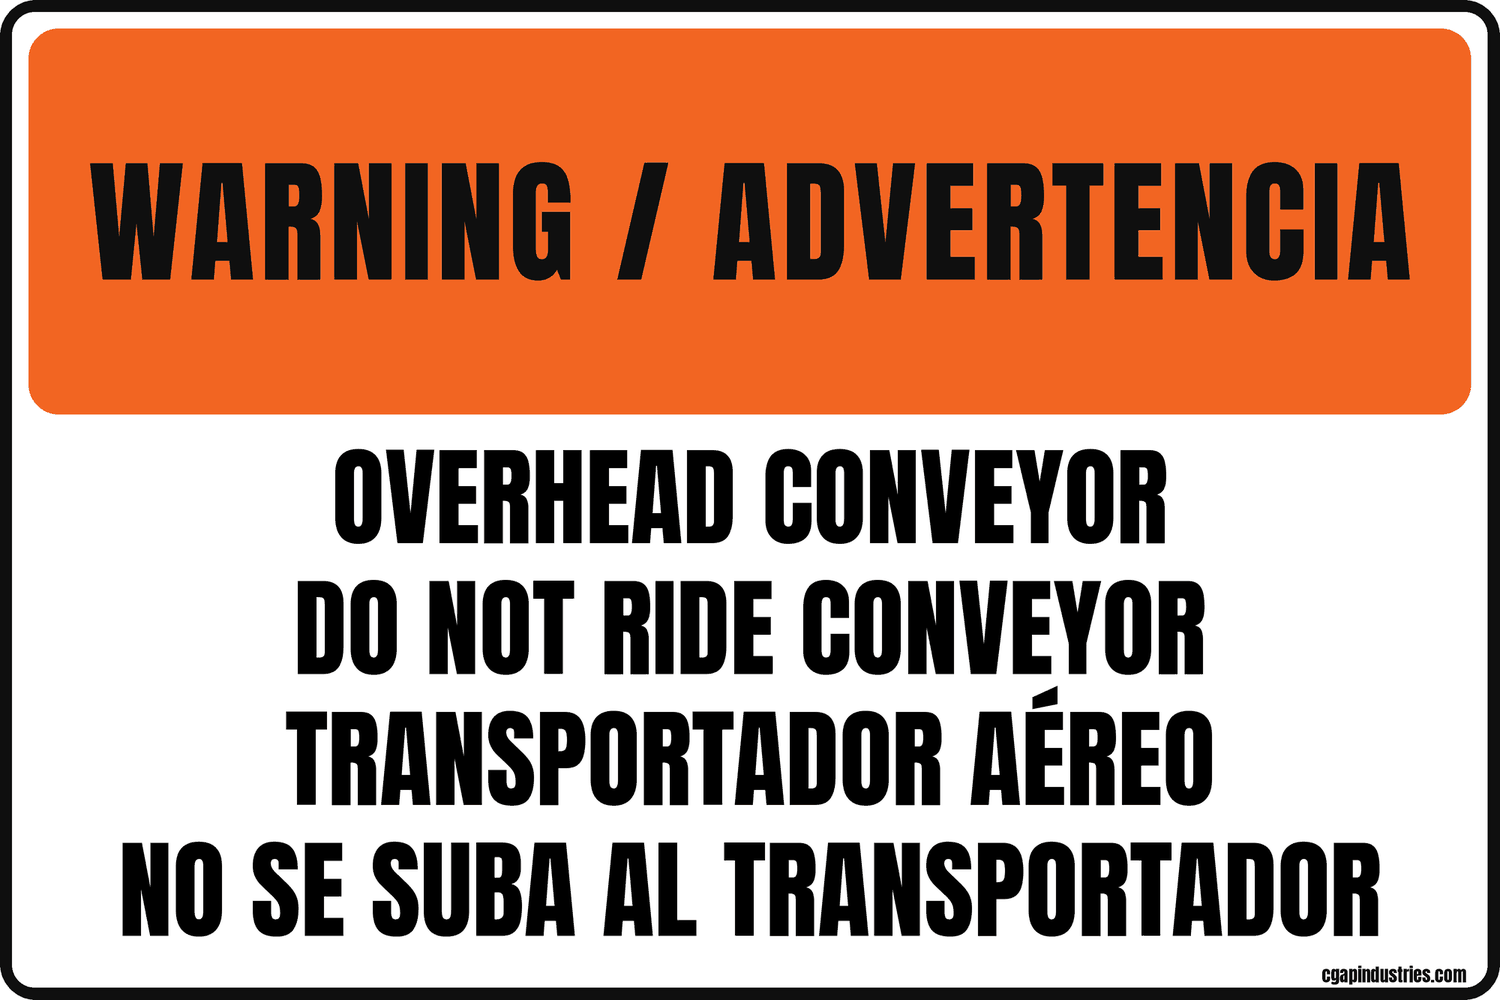 WARNING / ADVERTENCIA
OVERHEAD CONVEYOR
DO NOT RIDE CONVEYOR
TRANSPORTADOR AÉREO
NO SE SUBA AL TRANSPORTADOR
cgapindustries.com